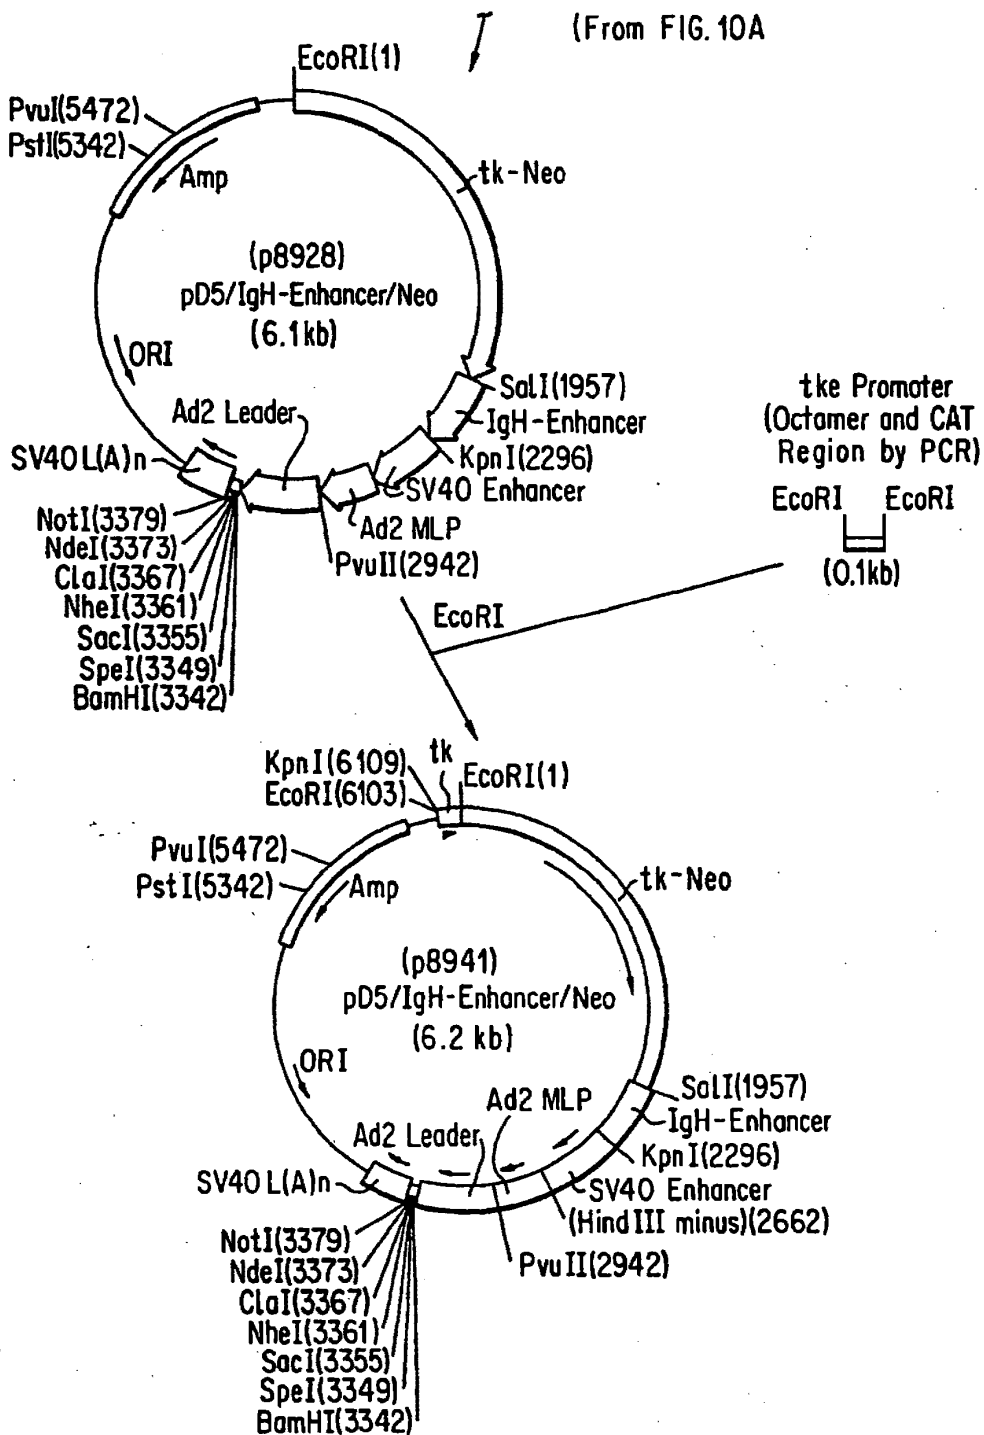 (From FIG. 10A
EcoRI(1)
PvuI(5472)
PstI(5342)
Amp
tk-Neo
(p8928)
pD5/IgH-Enhancer/Neo
(6.1kb)
ORI
SalI(1957)
IgH-Enhancer
KpnI(2296)
SV40 Enhancer
Ad2 Leader
Ad2 MLP
PvuII(2942)
SV40 L(A)n
NotI(3379)
NdeI(3373)
ClaI(3367)
NheI(3361)
SacI(3355)
SpeI(3349)
BamHI(3342)
tke Promoter
(Octamer and CAT
Region by PCR)
EcoRI EcoRI
(0.1kb)
EcoRI
tk
KpnI(6109)
EcoRI(6103)
EcoRI(1)
PvuI(5472)
PstI(5342)
Amp
tk-Neo
(p8941)
pD5/IgH-Enhancer/Neo
(6.2 kb)
ORI
SalI(1957)
IgH-Enhancer
KpnI(2296)
SV40 Enhancer
(Hind III minus)(2662)
Ad2 MLP
Ad2 Leader
PvuII(2942)
SV40 L(A)n
NotI(3379)
NdeI(3373)
ClaI(3367)
NheI(3361)
SacI(3355)
SpeI(3349)
BamHI(3342)